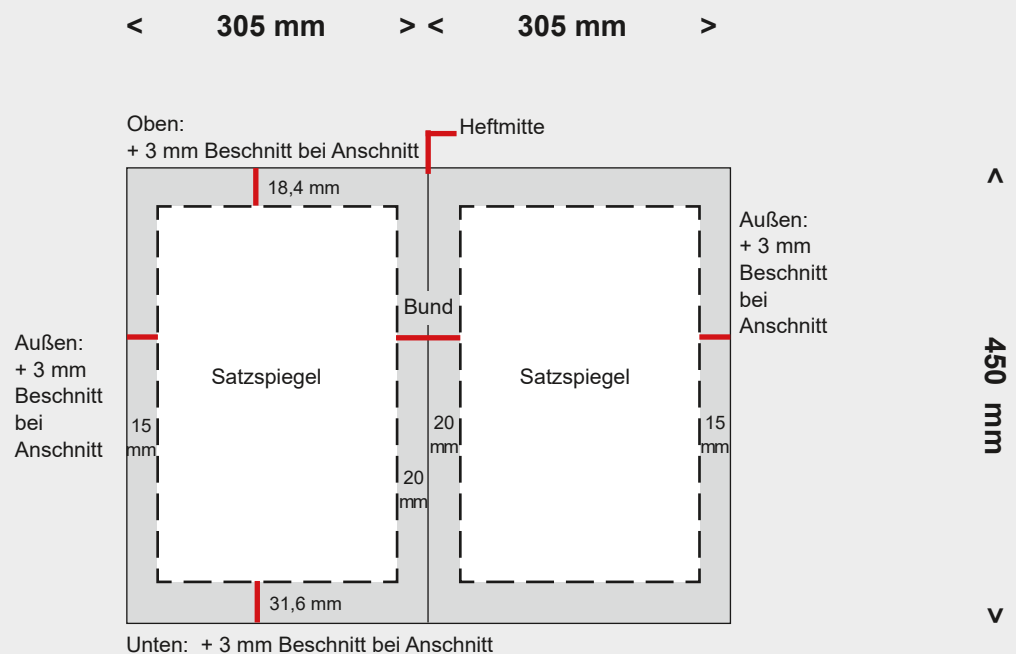 < 305 mm > < 305 mm >
Oben:
+ 3 mm Beschnitt bei Anschnitt
Heftmitte
18,4 mm
Außen:
+ 3 mm
Beschnitt
bei
Anschnitt
Bund
Außen:
+ 3 mm
Beschnitt
bei
Anschnitt
Satzspiegel
Satzspiegel
15
mm
20
mm
20
mm
15
mm
31,6 mm
Unten: + 3 mm Beschnitt bei Anschnitt
< 450 mm >